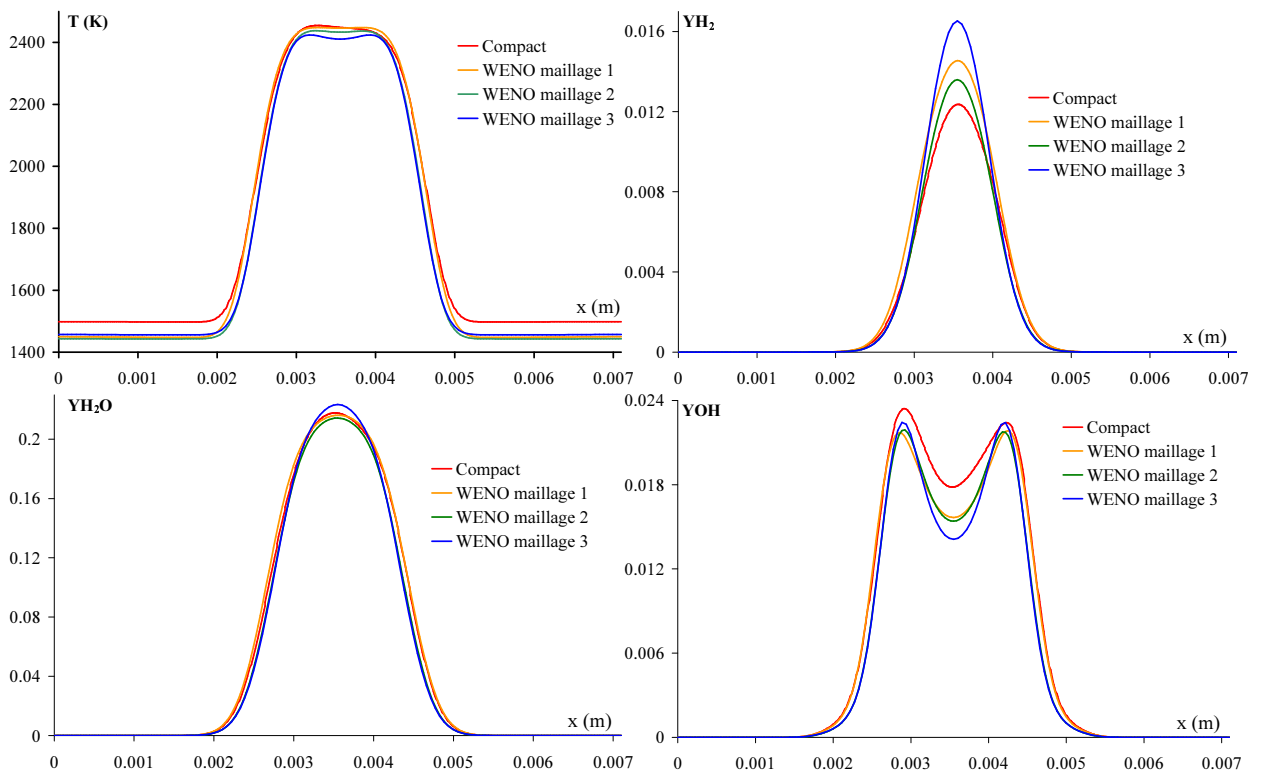 T (K)
2400
2200
2000
1800
1600
1400
0 0.001 0.002 0.003 0.004 0.005 0.006 0.007
x (m)
Compact
WENO maillage 1
WENO maillage 2
WENO maillage 3
YH₂
0.016
0.012
0.008
0.004
0
0 0.001 0.002 0.003 0.004 0.005 0.006 0.007
x (m)
Compact
WENO maillage 1
WENO maillage 2
WENO maillage 3
YH₂O
0.2
0.16
0.12
0.08
0.04
0
0 0.001 0.002 0.003 0.004 0.005 0.006 0.007
x (m)
Compact
WENO maillage 1
WENO maillage 2
WENO maillage 3
YOH
0.024
0.018
0.012
0.006
0
0 0.001 0.002 0.003 0.004 0.005 0.006 0.007
x (m)
Compact
WENO maillage 1
WENO maillage 2
WENO maillage 3